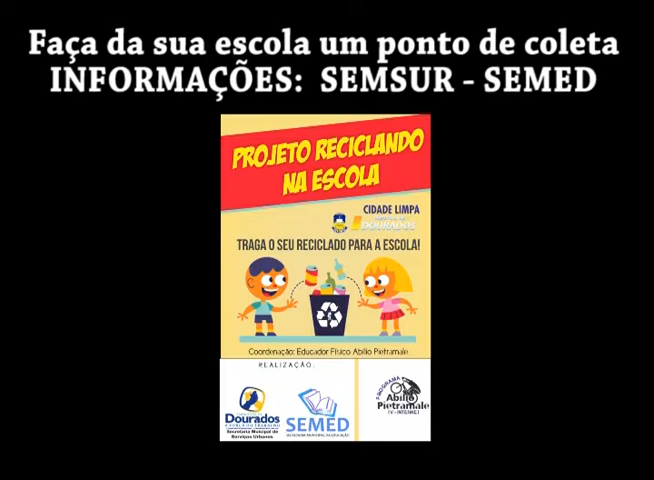 Faça da sua escola um ponto de coleta
INFORMAÇÕES: SEMSUR - SEMED
PROJETO RECICLANDO
NA ESCOLA
CIDADE LIMPA
DOURADOS
TRAGA O SEU RECICLADO PARA A ESCOLA!
Coordenação: Educador Físico Abílio Pietramale
REALIZAÇÃO:
Dourados
Secretaria Municipal de
Serviços Urbanos
SEMED
PROGRAMA
Abílio
Pietramale
TV - INTERNET